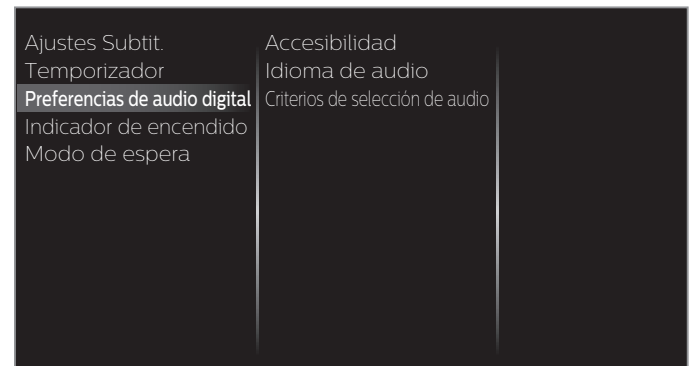 Ajustes Subtit.
Temporizador
Preferencias de audio digital
Indicador de encendido
Modo de espera
Accesibilidad
Idioma de audio
Criterios de selección de audio